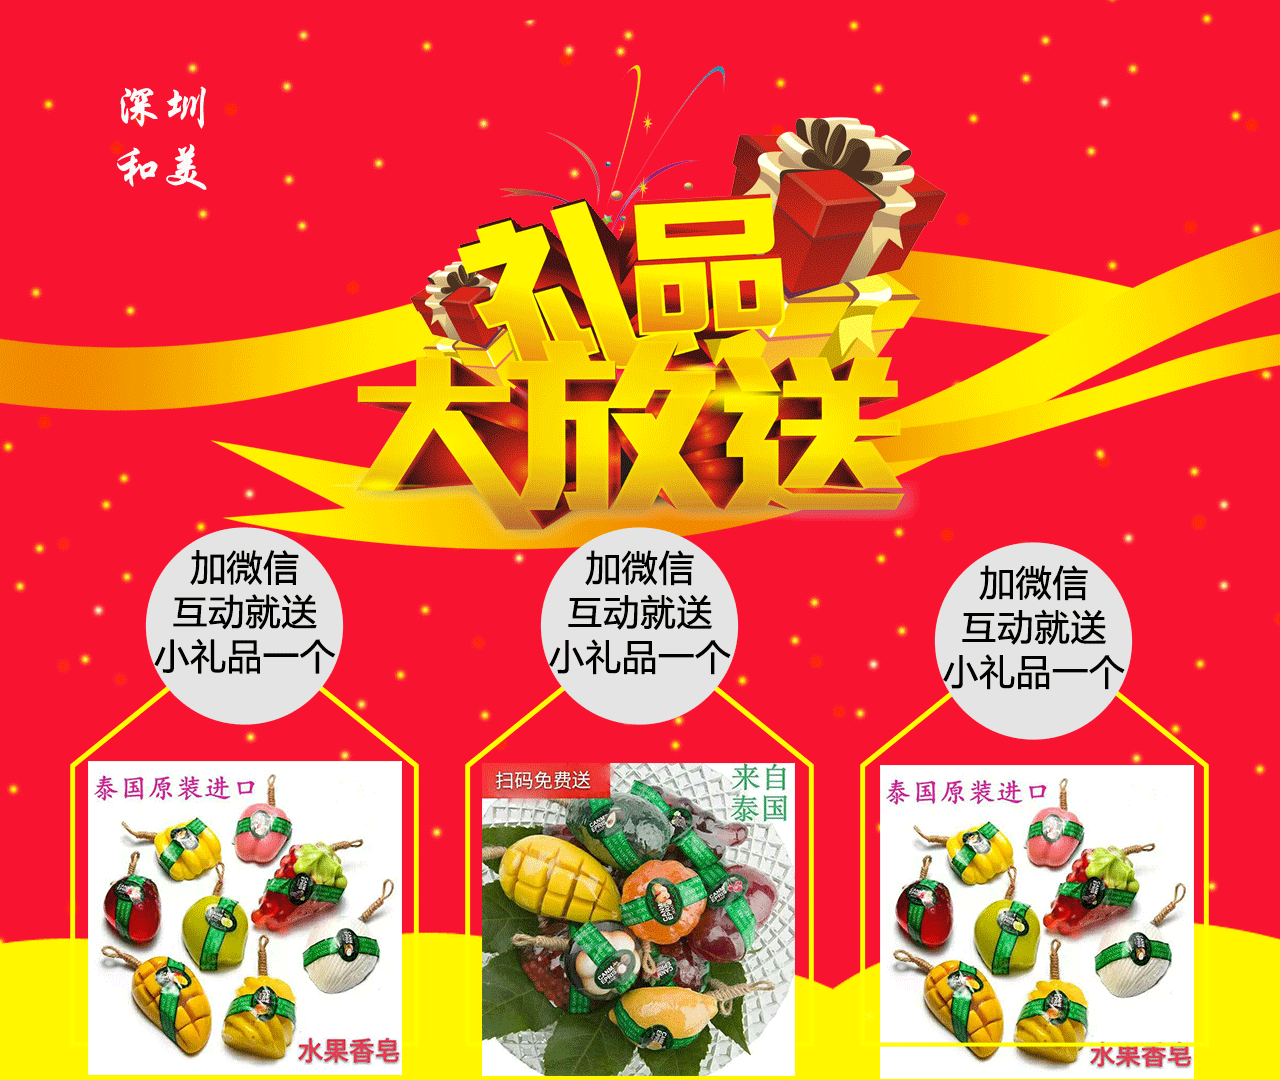 深圳
和美
礼品
大放送
加微信
互动就送
小礼品一个
加微信
互动就送
小礼品一个
加微信
互动就送
小礼品一个
泰国原装进口
水果香皂
扫码免费送
来自
泰国
泰国原装进口
水果香皂